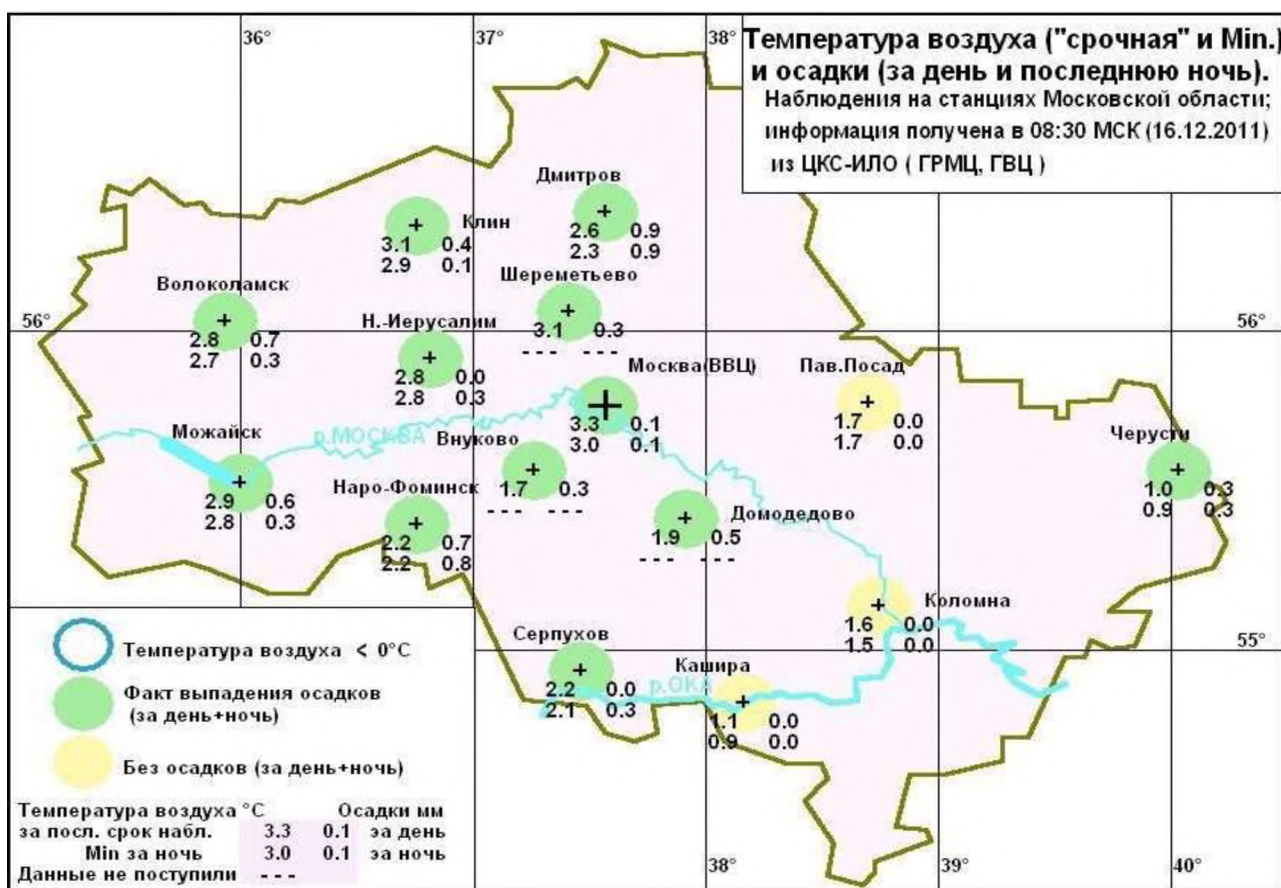 36°
37°
38°
Температура воздуха ("срочная" и Min.)
и осадки (за день и последнюю ночь).
Наблюдения на станциях Московской области;
информация получена в 08:30 МСК (16.12.2011)
из ЦКС-ИЛО ( ГРМЦ, ГВЦ )
Дмитров
2.6 0.9
2.3 0.9
Клин
3.1 0.4
2.9 0.1
Шереметьево
3.1 0.3
--- ---
Волоколамск
2.8 0.7
2.7 0.3
56°
56°
Н.-Иерусалим
2.8 0.0
2.8 0.3
Москва(ВВЦ)
3.3 0.1
3.0 0.1
Пав.Посад
1.7 0.0
1.7 0.0
Можайск
2.9 0.6
2.8 0.3
р.МОСКВА
Внуково
1.7 0.3
--- ---
Черусти
1.0 0.3
0.9 0.3
Наро-Фоминск
2.2 0.7
2.2 0.8
Домодедово
1.9 0.5
--- ---
Коломна
1.6 0.0
1.5 0.0
55°
Серпухов
2.2 0.0
2.1 0.3
р.ОКА
Кашира
1.1 0.0
0.9 0.0
Температура воздуха < 0°C
Факт выпадения осадков
(за день+ночь)
Без осадков (за день+ночь)
Температура воздуха °C Осадки мм
за посл. срок набл. 3.3 0.1 эа день
Min за ночь 3.0 0.1 эа ночь
Данные не поступили ---
38°
39°
40°